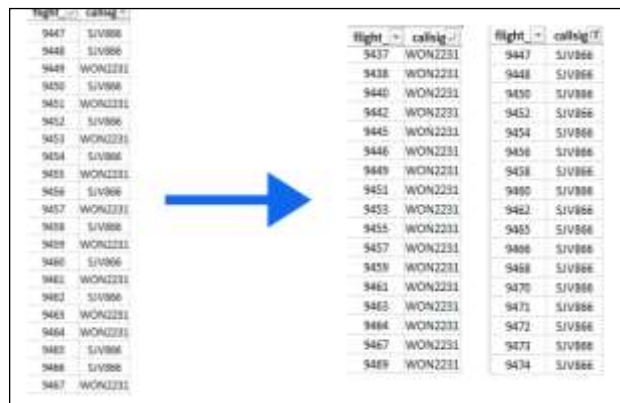 flight_ callsig
9447 SJV866
9448 SJV866
9449 WON2231
9450 SJV866
9451 WON2231
9452 SJV866
9453 WON2231
9454 SJV866
9455 WON2231
9456 SJV866
9457 WON2231
9458 SJV866
9459 WON2231
9460 SJV866
9461 WON2231
9462 SJV866
9463 WON2231
9464 WON2231
9465 SJV866
9466 SJV866
9467 WON2231
flight_ callsig
9437 WON2231
9438 WON2231
9440 WON2231
9442 WON2231
9445 WON2231
9446 WON2231
9449 WON2231
9451 WON2231
9453 WON2231
9455 WON2231
9457 WON2231
9459 WON2231
9461 WON2231
9463 WON2231
9464 WON2231
9467 WON2231
9469 WON2231
flight_ callsig
9447 SJV866
9448 SJV866
9450 SJV866
9452 SJV866
9454 SJV866
9456 SJV866
9458 SJV866
9460 SJV866
9462 SJV866
9465 SJV866
9466 SJV866
9468 SJV866
9470 SJV866
9471 SJV866
9472 SJV866
9473 SJV866
9474 SJV866